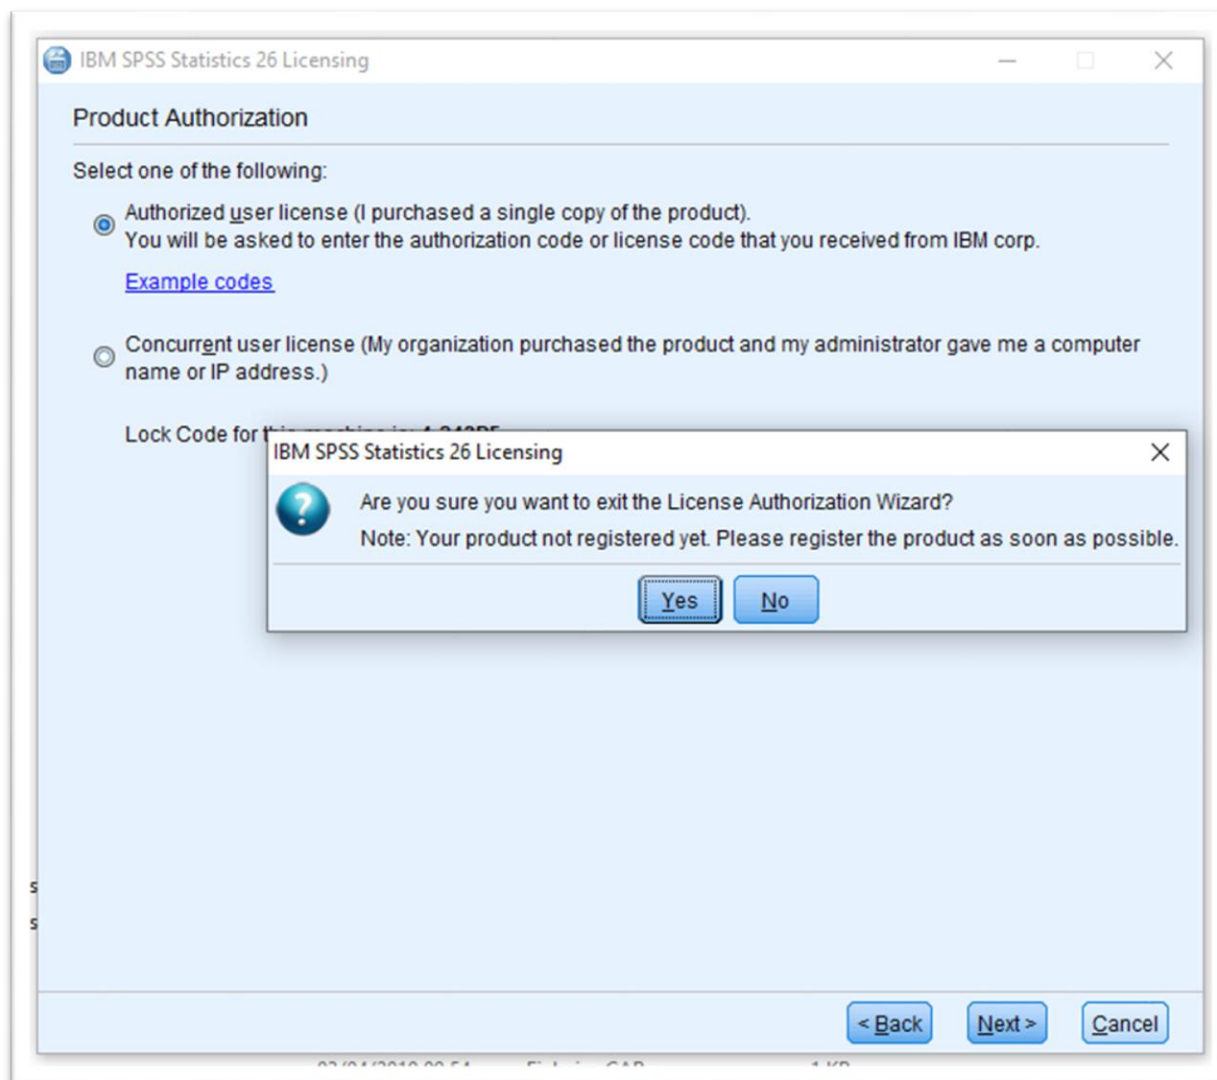 IBM SPSS Statistics 26 Licensing
Product Authorization
Select one of the following:
Authorized user license (I purchased a single copy of the product).
You will be asked to enter the authorization code or license code that you received from IBM corp.
Example codes
Concurrent user license (My organization purchased the product and my administrator gave me a computer
name or IP address.)
Lock Code for
IBM SPSS Statistics 26 Licensing
Are you sure you want to exit the License Authorization Wizard?
Note: Your product not registered yet. Please register the product as soon as possible.
Yes
No
s
s
< Back
Next >
Cancel